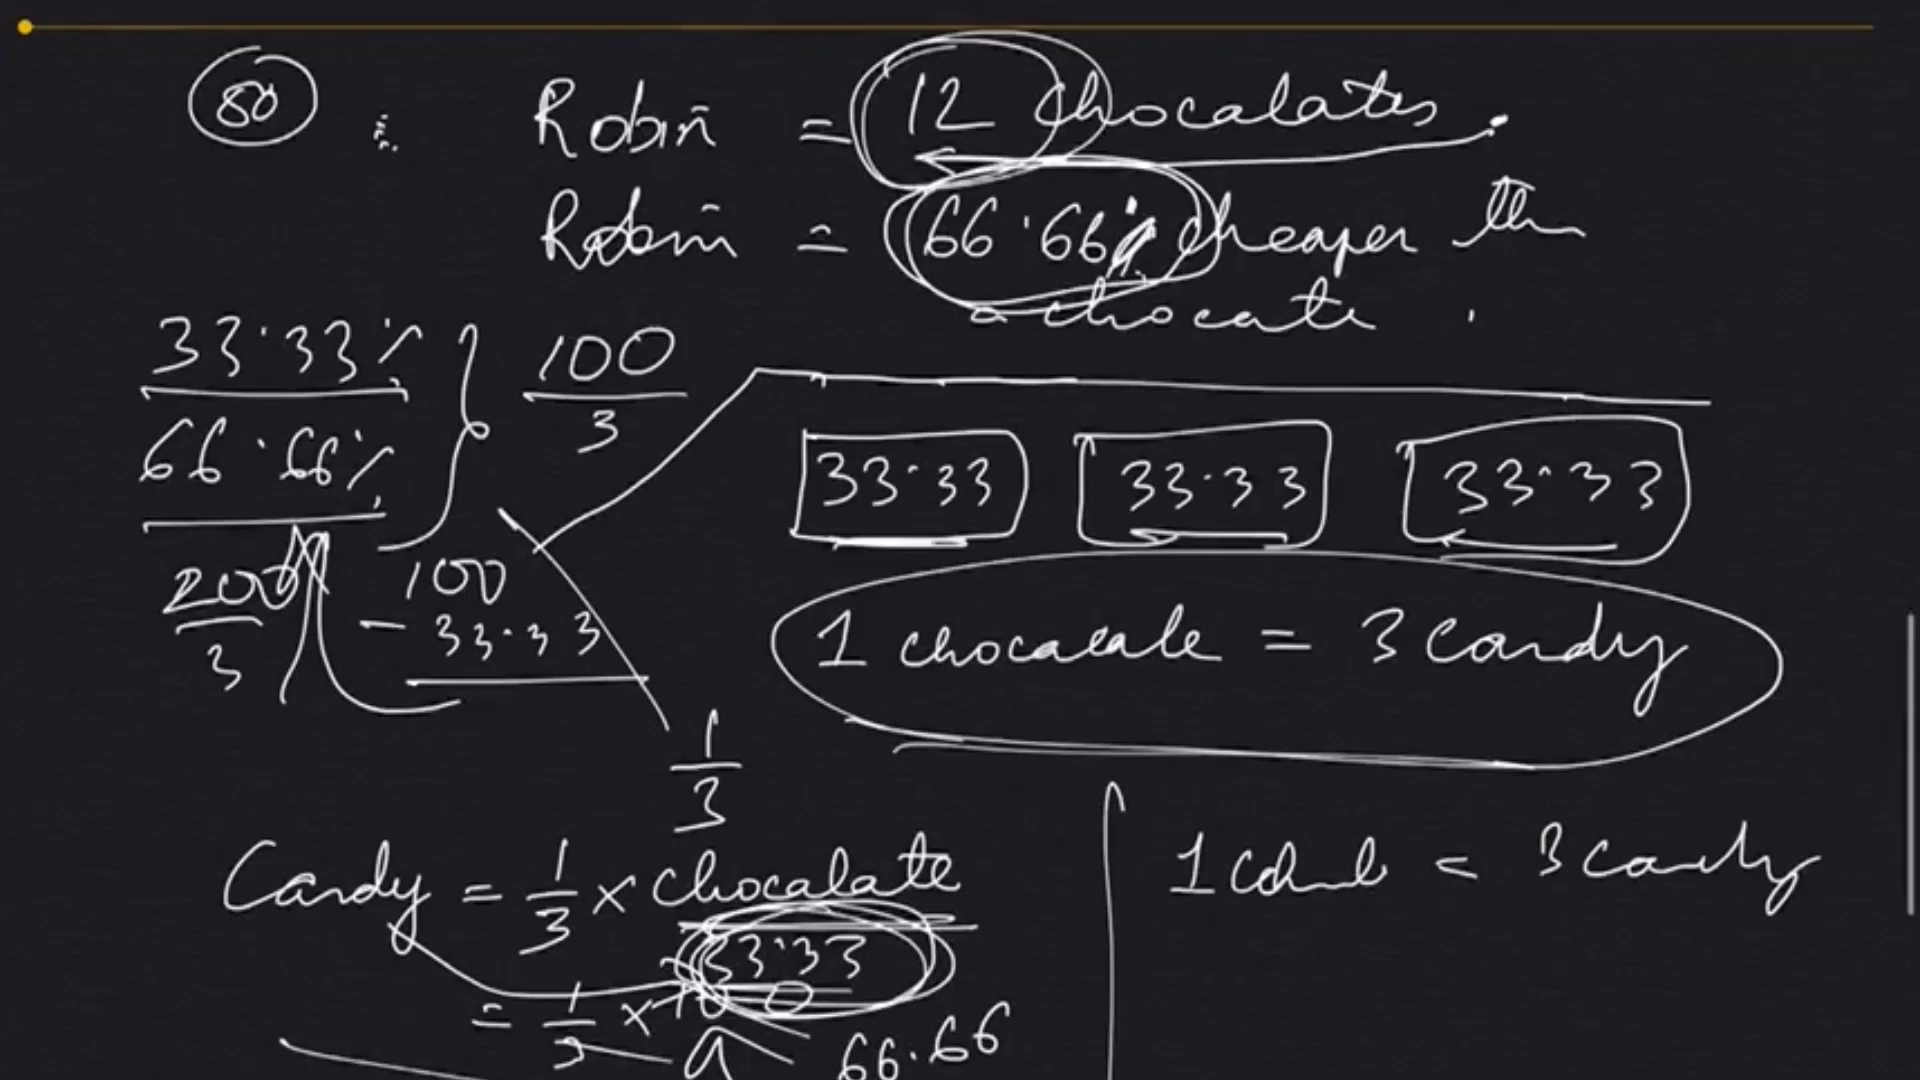 80 : Robin = 12 chocalates.
Robin = 66.66% cheaper than
a chocate.
33.33%
66.66%
100
3
200
3
100
- 33.33
1
3
33.33 33.33 33.33
1 chocalate = 3 candy
Candy = 1/3 × chocalate
33.33
= 1/3 × 100
66.66
= 3 candy